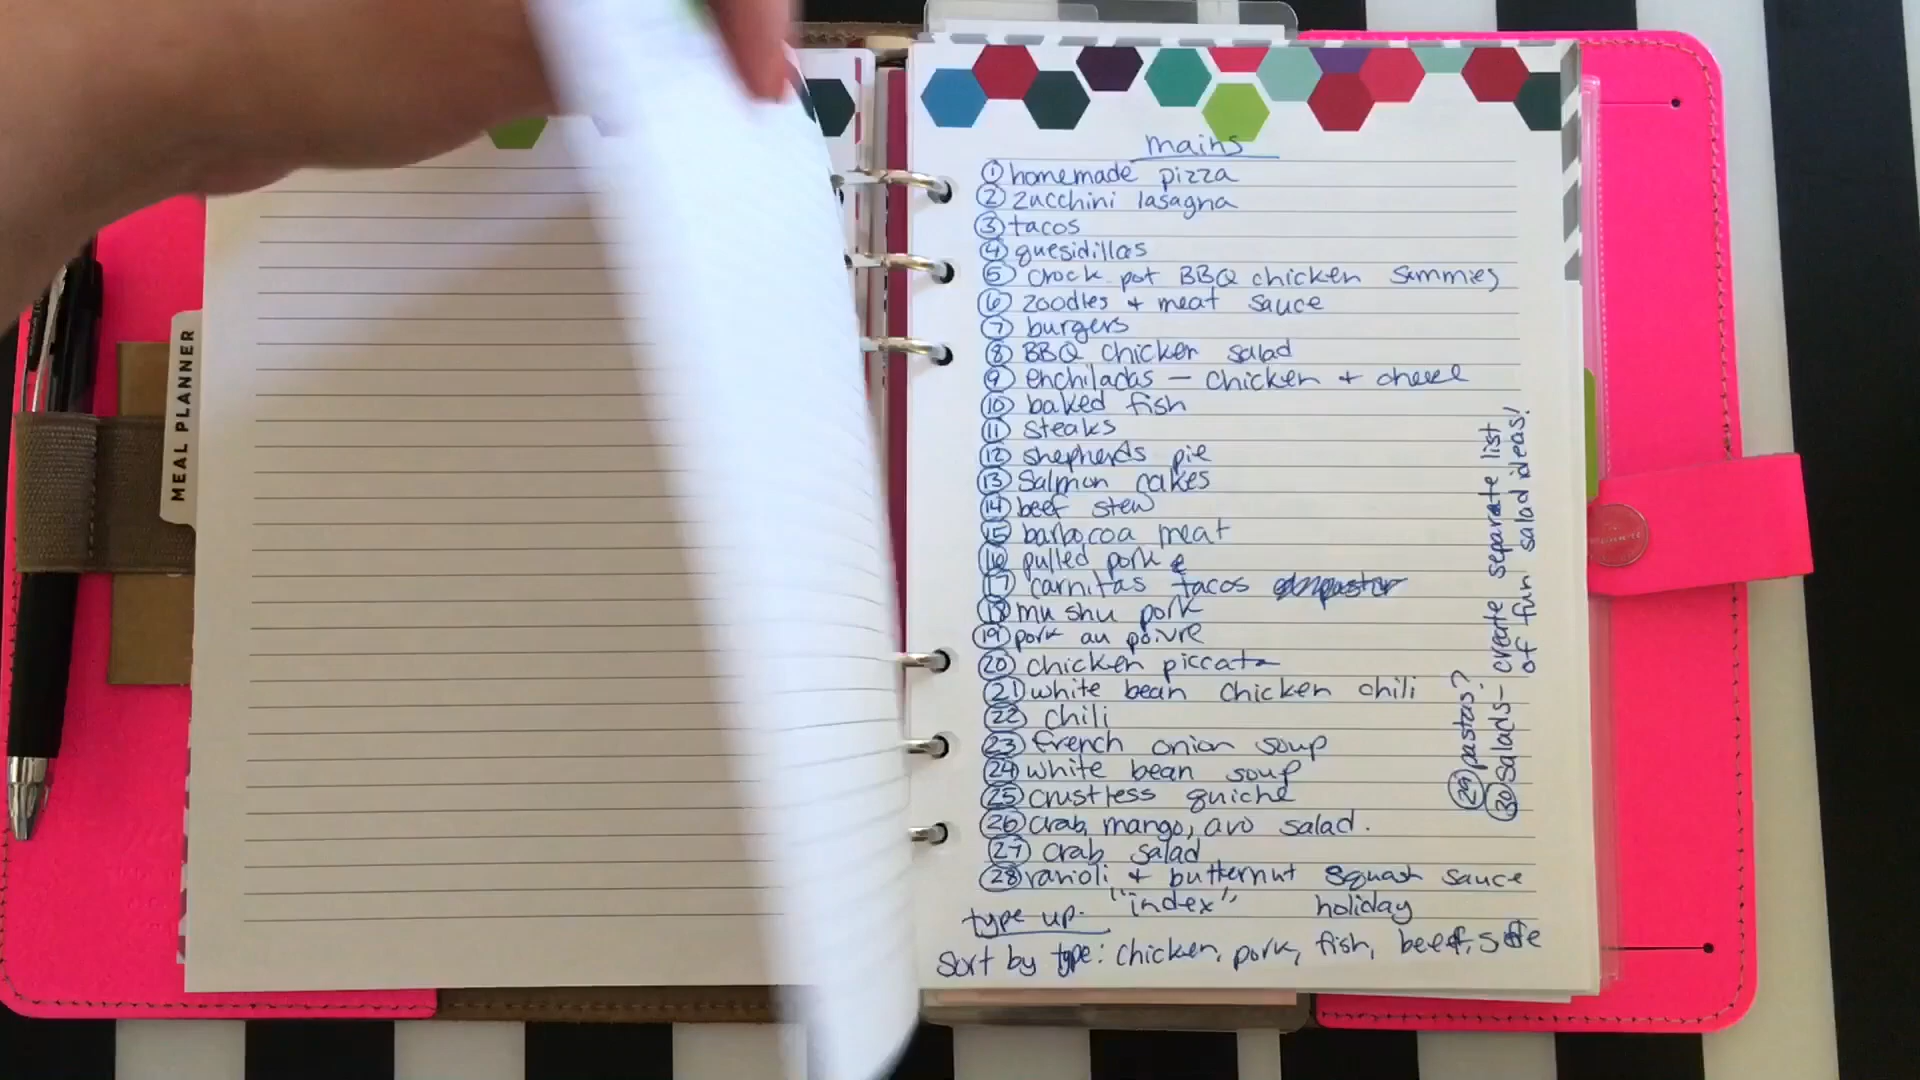 MEAL PLANNER
mains
1 homemade pizza
2 zucchini lasagna
3 tacos
4 quesidillas
5 crock pot BBQ chicken sammies
6 zoodles + meat sauce
7 burgers
8 BBQ chicken salad
9 enchiladas — chicken + cheese
10 baked fish
11 steaks
12 shepherds pie
13 Salmon cakes
14 beef stew
15 barbacoa meat
16 pulled pork
17 carnitas tacos
18 mu shu pork
19 pork au poivre
20 chicken piccata
21 white bean chicken chili
22 chili
23 french onion soup
24 white bean soup
25 crustless quiche
26 crab, mango, avo salad.
27 crab salad
28 ravioli + butternut squash sauce
29 pastas?
30 salads - create separate list
of fun salad ideas!
type up. "index" holiday
Sort by type: chicken, pork, fish, beef,